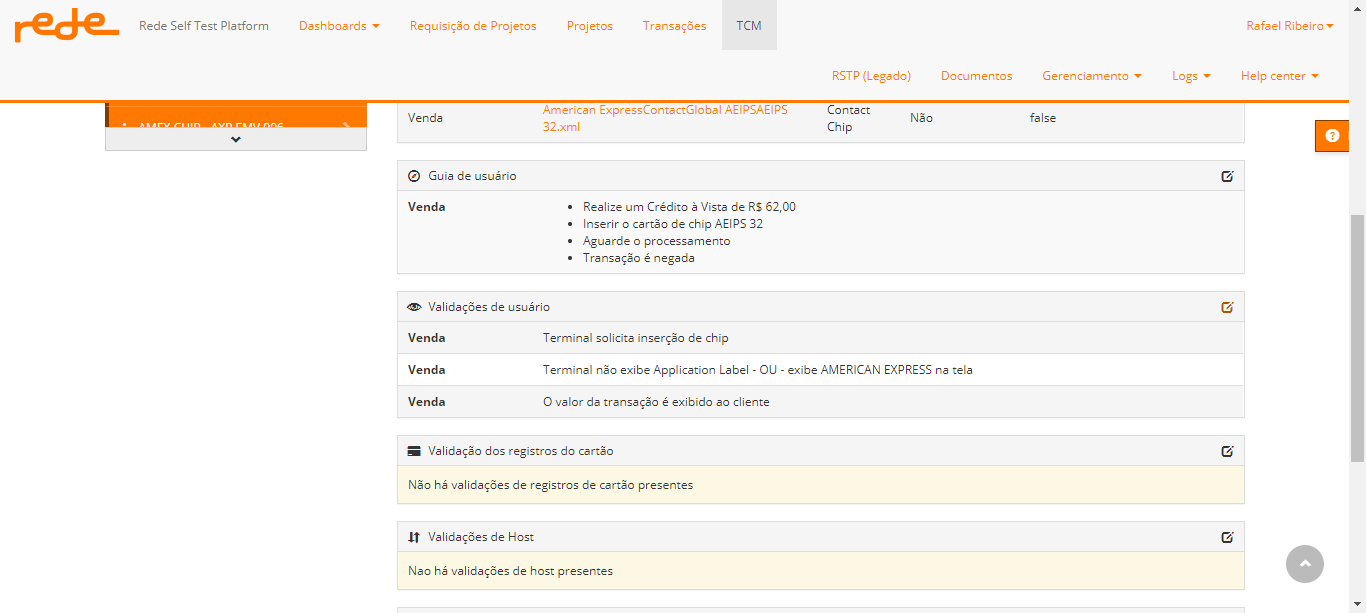 rede Rede Self Test Platform Dashboards Requisição de Projetos Projetos Transações TCM Rafael Ribeiro
RSTP (Legado) Documentos Gerenciamento Logs Help center
AMEX CHIP - AXP EMV 006
Venda American ExpressContactGlobal AEIPSAEIPS Contact Não false
32.xml Chip
Guia de usuário
Venda Realize um Crédito à Vista de R$ 62,00
Inserir o cartão de chip AEIPS 32
Aguarde o processamento
Transação é negada
Validações de usuário
Venda Terminal solicita inserção de chip
Venda Terminal não exibe Application Label - OU - exibe AMERICAN EXPRESS na tela
Venda O valor da transação é exibido ao cliente
Validação dos registros do cartão
Não há validações de registros de cartão presentes
Validações de Host
Nao há validações de host presentes